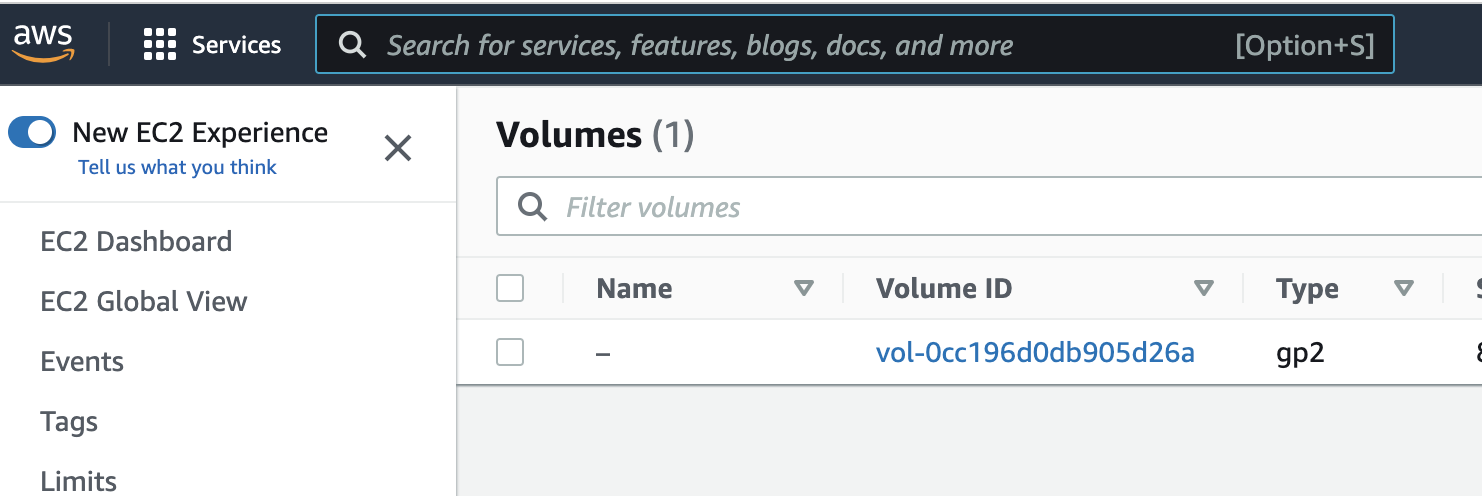 aws
Services
Search for services, features, blogs, docs, and more [Option+S]
New EC2 Experience
Tell us what you think
EC2 Dashboard
EC2 Global View
Events
Tags
Limits
Volumes (1)
Filter volumes
Name Volume ID Type
– vol-0cc196d0db905d26a gp2